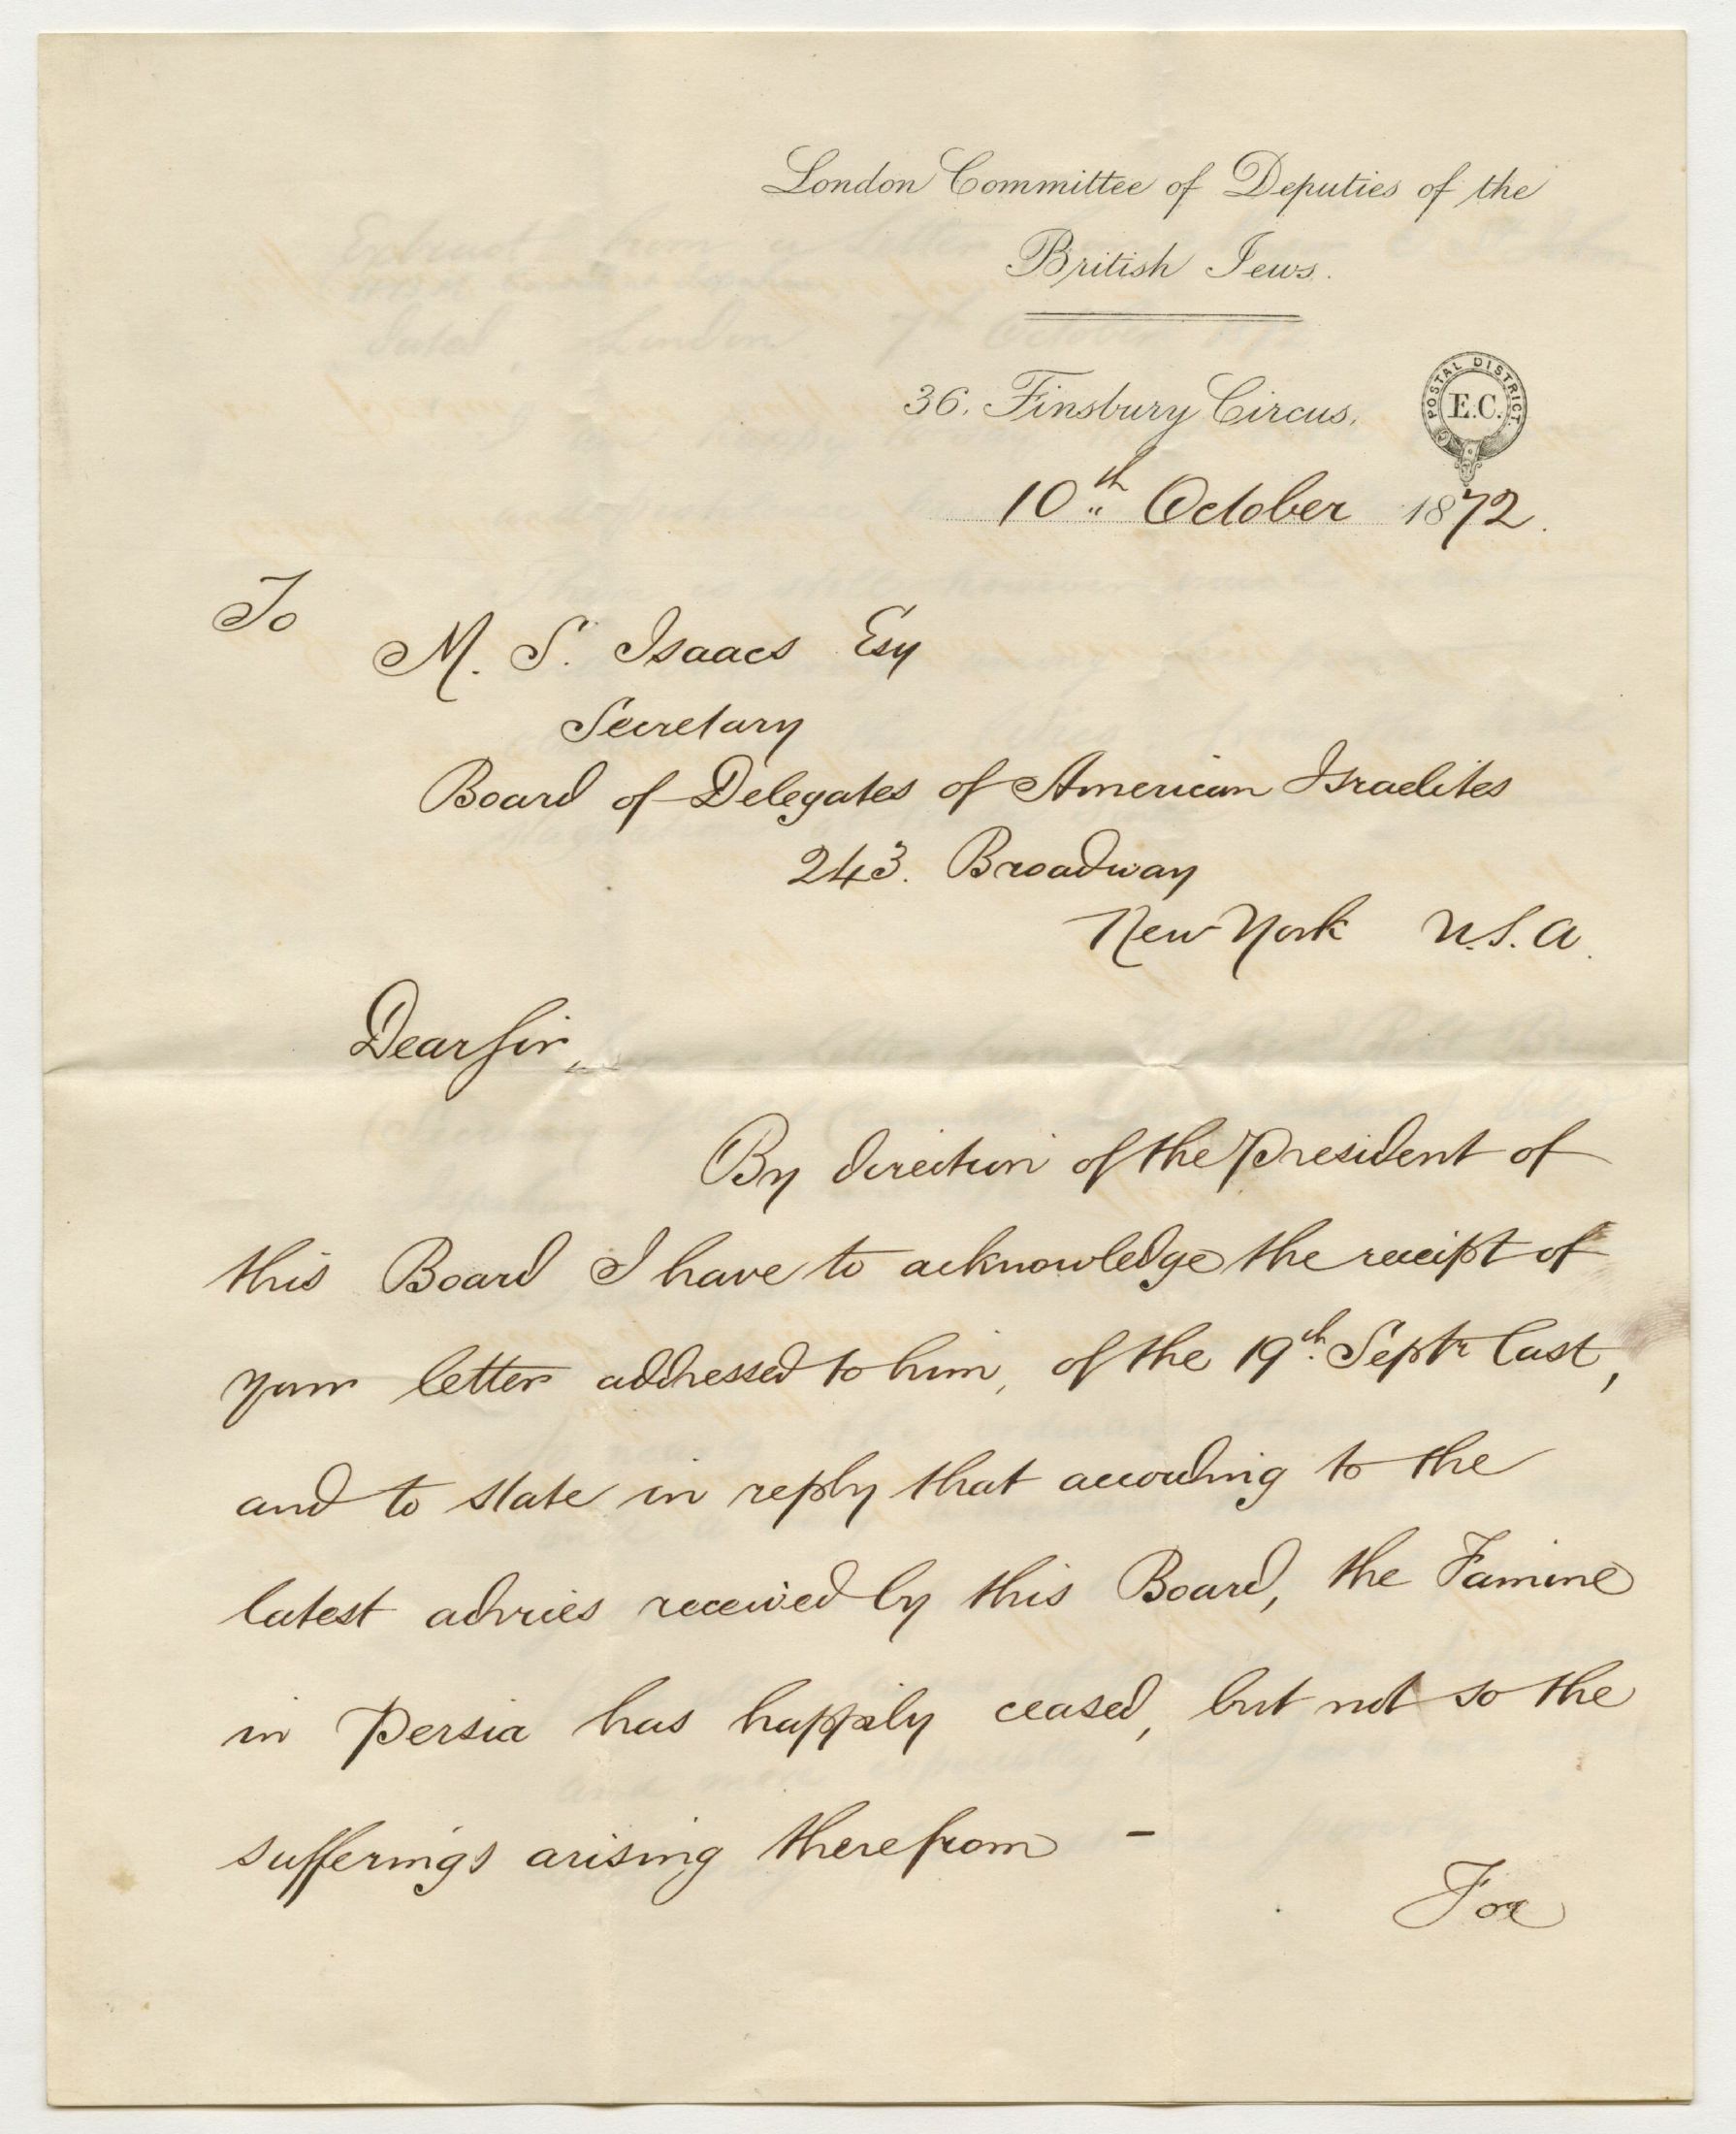 London Committee of Deputies of the
British Jews.
36. Finsbury Circus.
POSTAL DISTRICT.
E.C.
10th October 1872.
To
M. S. Isaacs Esq
Secretary
Board of Delegates of American Israelites
243. Broadway
New York U.S.A.
Dear Sir,
By direction of the President of
this Board I have to acknowledge the receipt of
your letter addressed to him, of the 19th Septr last,
and to state in reply that according to the
latest advices received by this Board, the Famine
in Persia has happily ceased, but not so the
sufferings arising therefrom –
For